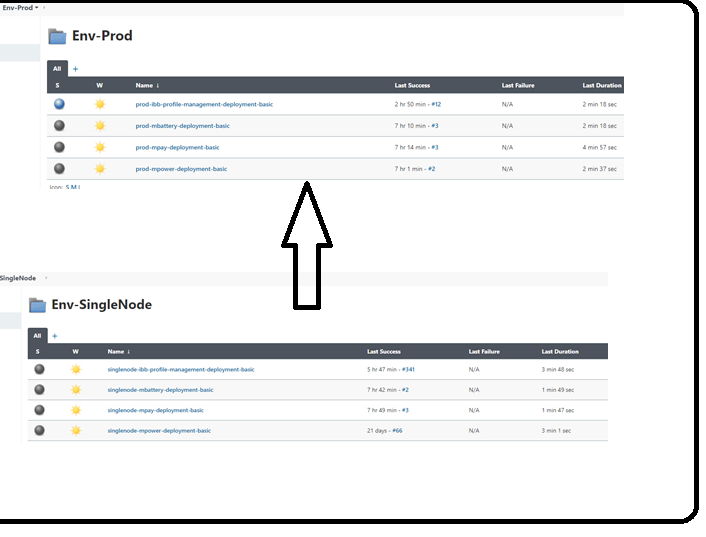 Env-Prod
Env-Prod
All +
S W Name ↓ Last Success Last Failure Last Duration
prod-ibb-profile-management-deployment-basic 2 hr 50 min - #12 N/A 2 min 18 sec
prod-mbattery-deployment-basic 7 hr 10 min - #3 N/A 2 min 18 sec
prod-mpay-deployment-basic 7 hr 14 min - #3 N/A 4 min 57 sec
prod-mpower-deployment-basic 7 hr 1 min - #2 N/A 2 min 37 sec
Icon: S M L
SingleNode
Env-SingleNode
All +
S W Name ↓ Last Success Last Failure Last Duration
singlenode-ibb-profile-management-deployment-basic 5 hr 47 min - #341 N/A 3 min 48 sec
singlenode-mbattery-deployment-basic 7 hr 42 min - #2 N/A 1 min 49 sec
singlenode-mpay-deployment-basic 7 hr 49 min - #3 N/A 1 min 47 sec
singlenode-mpower-deployment-basic 21 days - #66 N/A 3 min 1 sec